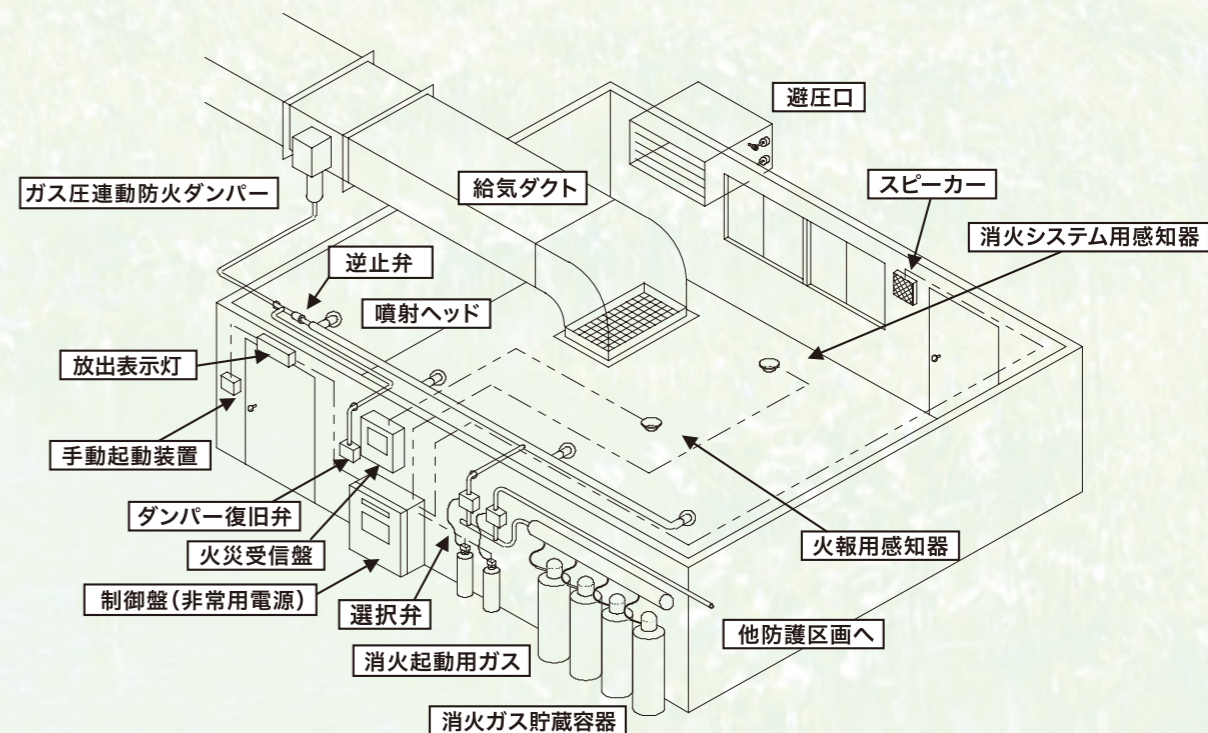 避圧口
スピーカー
ガス圧連動防火ダンパー
給気ダクト
消火システム用感知器
逆止弁
噴射ヘッド
放出表示灯
手動起動装置
ダンパー復旧弁
火災受信盤
火報用感知器
制御盤(非常用電源)
選択弁
他防護区画へ
消火起動用ガス
消火ガス貯蔵容器